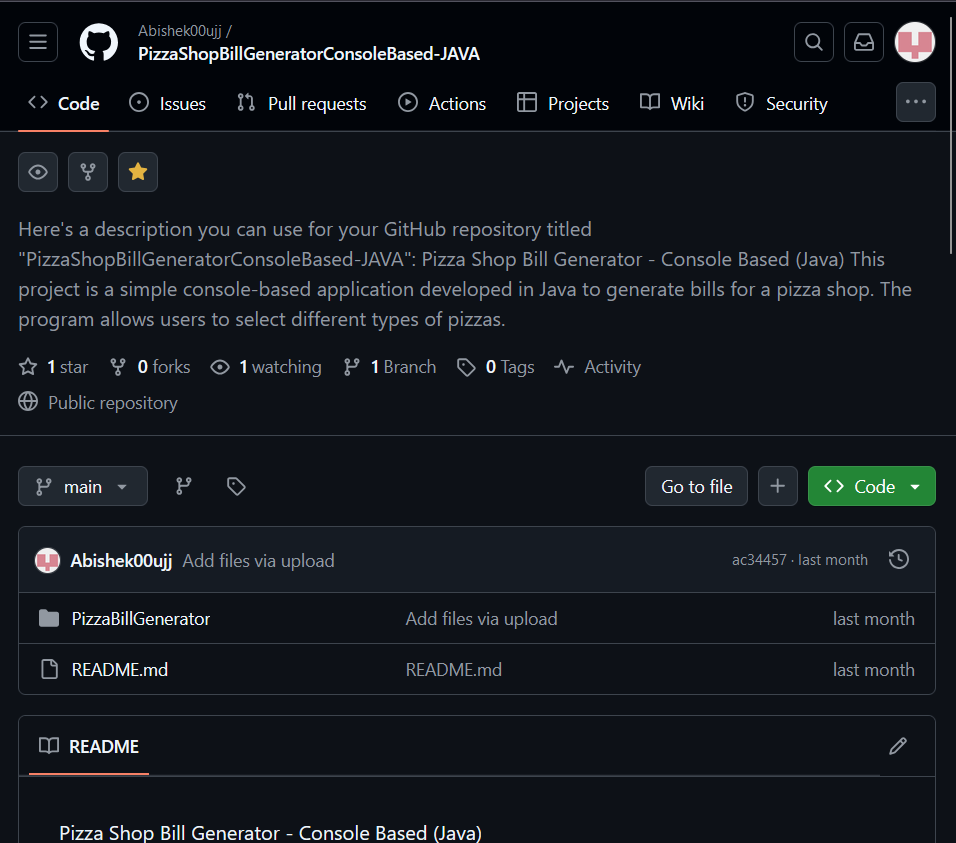 Abishek00ujj /
PizzaShopBillGeneratorConsoleBased-JAVA
Code Issues Pull requests Actions Projects Wiki Security
Here's a description you can use for your GitHub repository titled
"PizzaShopBillGeneratorConsoleBased-JAVA": Pizza Shop Bill Generator - Console Based (Java) This
project is a simple console-based application developed in Java to generate bills for a pizza shop. The
program allows users to select different types of pizzas.
1 star 0 forks 1 watching 1 Branch 0 Tags Activity
Public repository
main Go to file Code
Abishek00ujj Add files via upload ac34457 · last month
PizzaBillGenerator Add files via upload last month
README.md README.md last month
README
Pizza Shop Bill Generator - Console Based (Java)